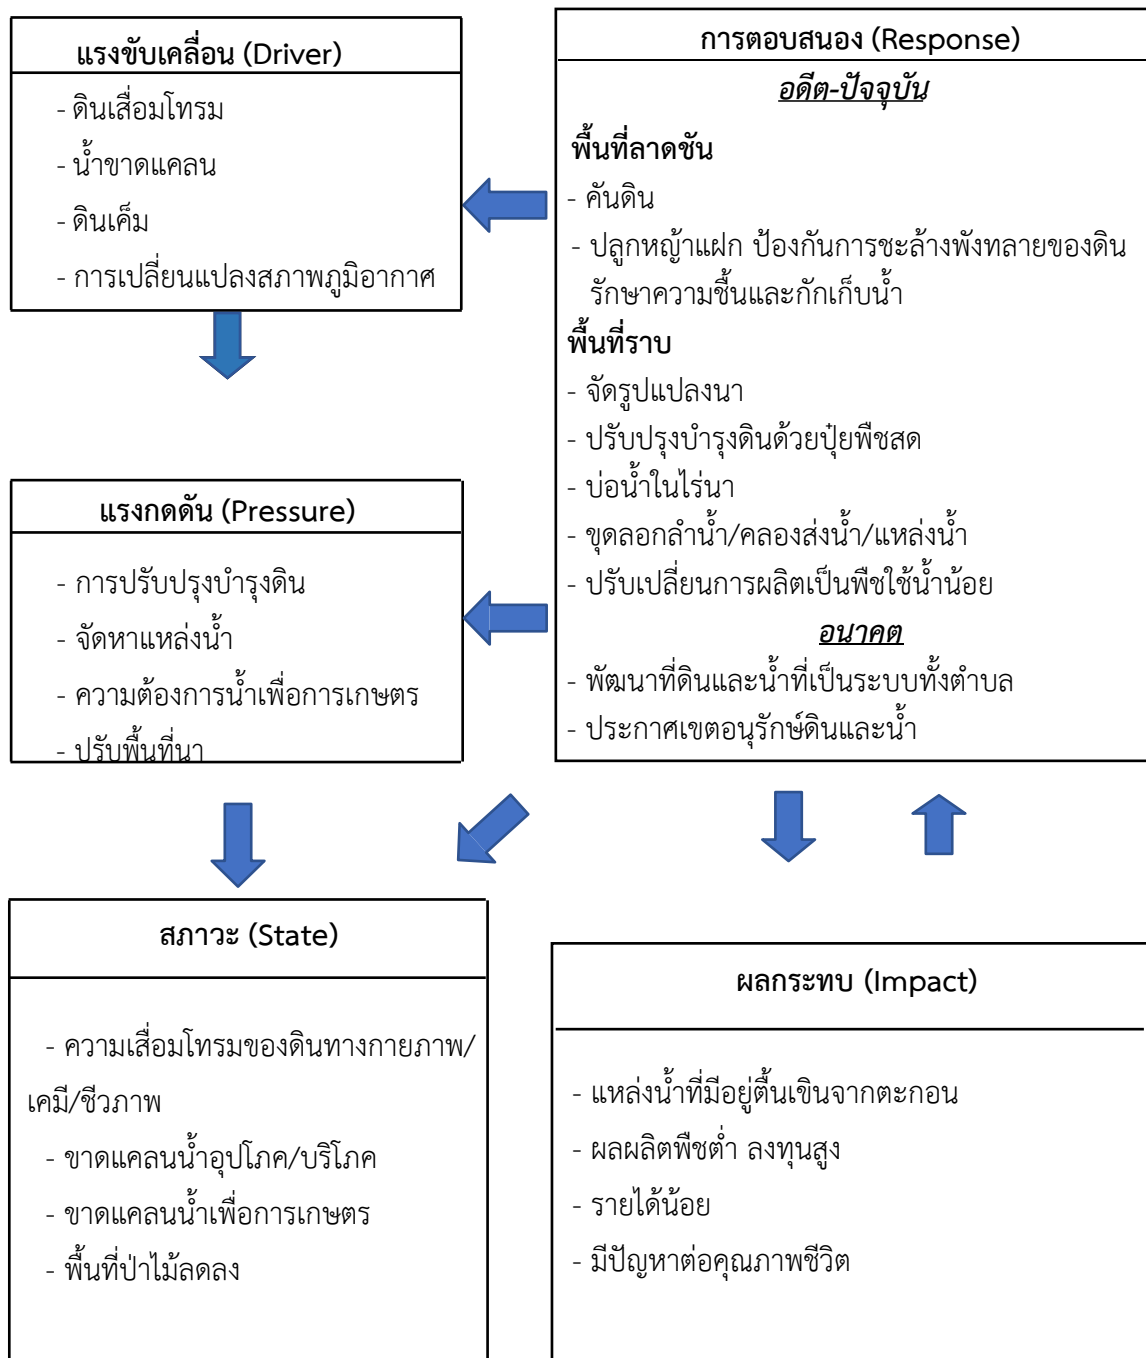 แรงขับเคลื่อน (Driver)
- ดินเสื่อมโทรม
- น้ำขาดแคลน
- ดินเค็ม
- การเปลี่ยนแปลงสภาพภูมิอากาศ
แรงกดดัน (Pressure)
- การปรับปรุงบำรุงดิน
- จัดหาแหล่งน้ำ
- ความต้องการน้ำเพื่อการเกษตร
- ปรับพื้นที่นา
การตอบสนอง (Response)
อดีต-ปัจจุบัน
พื้นที่ลาดชัน
- คันดิน
- ปลูกหญ้าแฝก ป้องกันการชะล้างพังทลายของดิน
รักษาความชื้นและกักเก็บน้ำ
พื้นที่ราบ
- จัดรูปแปลงนา
- ปรับปรุงบำรุงดินด้วยปุ๋ยพืชสด
- บ่อน้ำในไร่นา
- ขุดลอกลำน้ำ/คลองส่งน้ำ/แหล่งน้ำ
- ปรับเปลี่ยนการผลิตเป็นพืชใช้น้ำน้อย
อนาคต
- พัฒนาที่ดินและน้ำที่เป็นระบบทั้งตำบล
- ประกาศเขตอนุรักษ์ดินและน้ำ
สภาวะ (State)
- ความเสื่อมโทรมของดินทางกายภาพ/
เคมี/ชีวภาพ
- ขาดแคลนน้ำอุปโภค/บริโภค
- ขาดแคลนน้ำเพื่อการเกษตร
- พื้นที่ป่าไม้ลดลง
ผลกระทบ (Impact)
- แหล่งน้ำที่มีอยู่ตื้นเขินจากตะกอน
- ผลผลิตพืชต่ำ ลงทุนสูง
- รายได้น้อย
- มีปัญหาต่อคุณภาพชีวิต